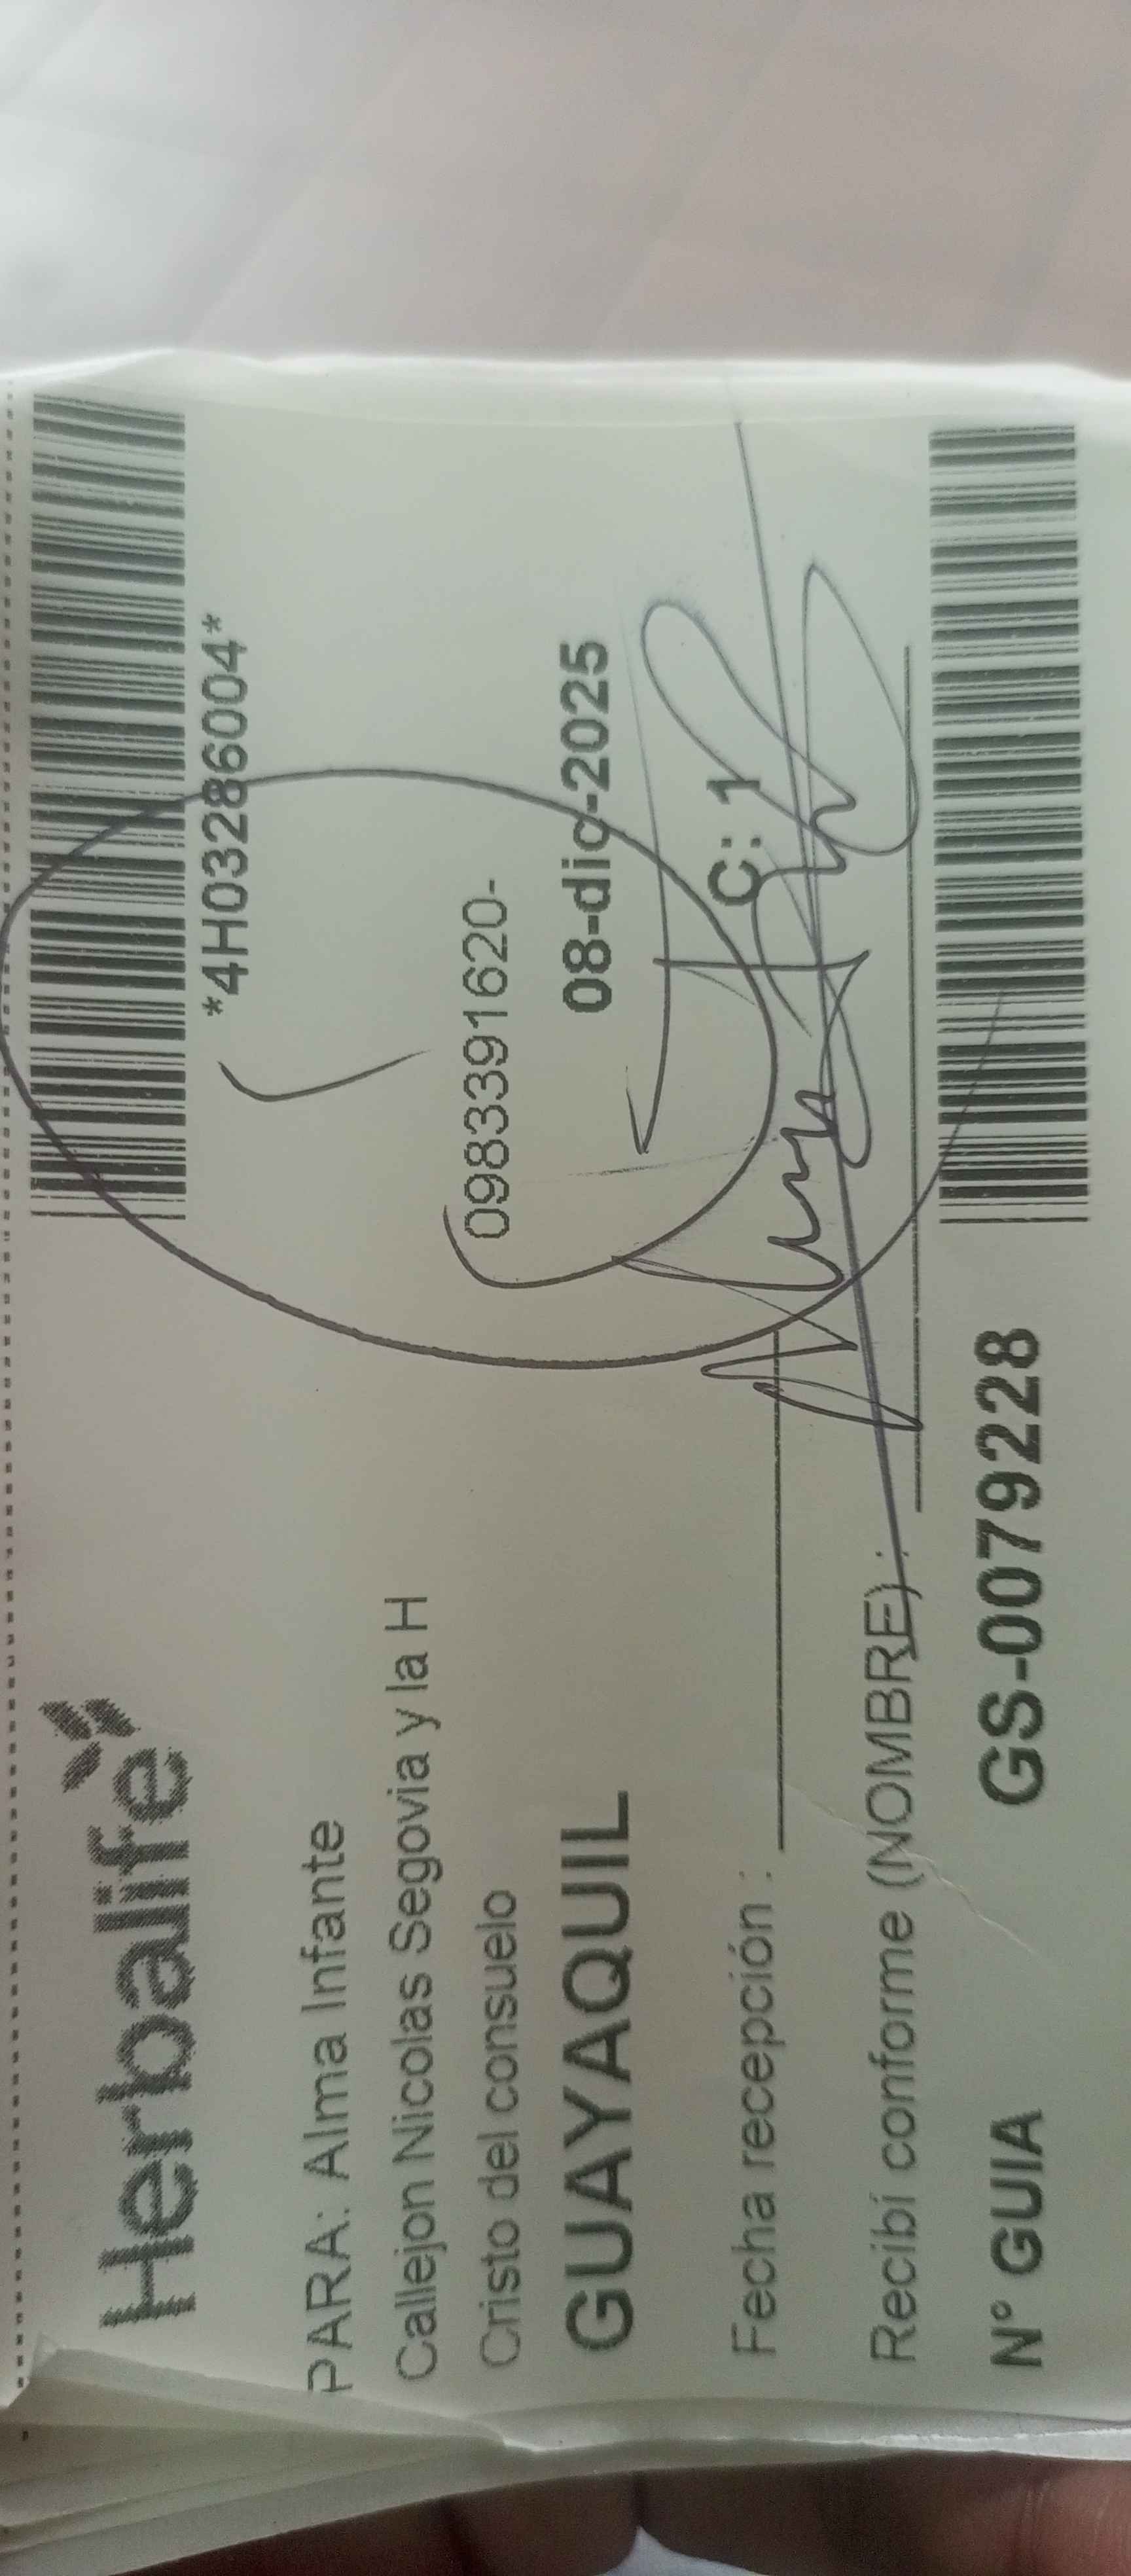 Herbalife
*4H03286004*
PARA: Alma Infante
Callejon Nicolas Segovia y la H
Cristo del consuelo
0983391620-
GUAYAQUIL
08-dic-2025
Fecha recepción :
C: 1
Recibí conforme (NOMBRE) :
N° GUIA
GS-0079228